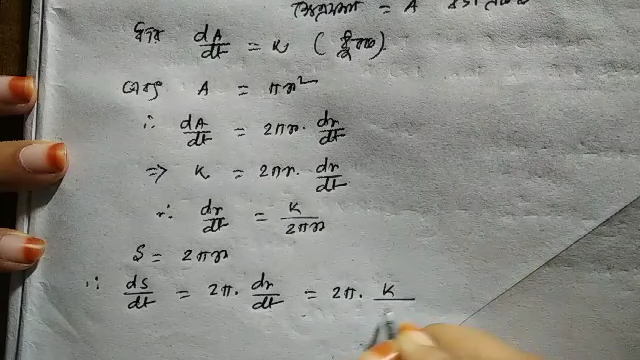 = A
dA/dt = K (ধ্রুবক)
A = πr²
∴ dA/dt = 2πr. dr/dt
=> K = 2πr. dr/dt
∴ dr/dt = K/2πr
S = 2πr
∴ dS/dt = 2π. dr/dt = 2π. K